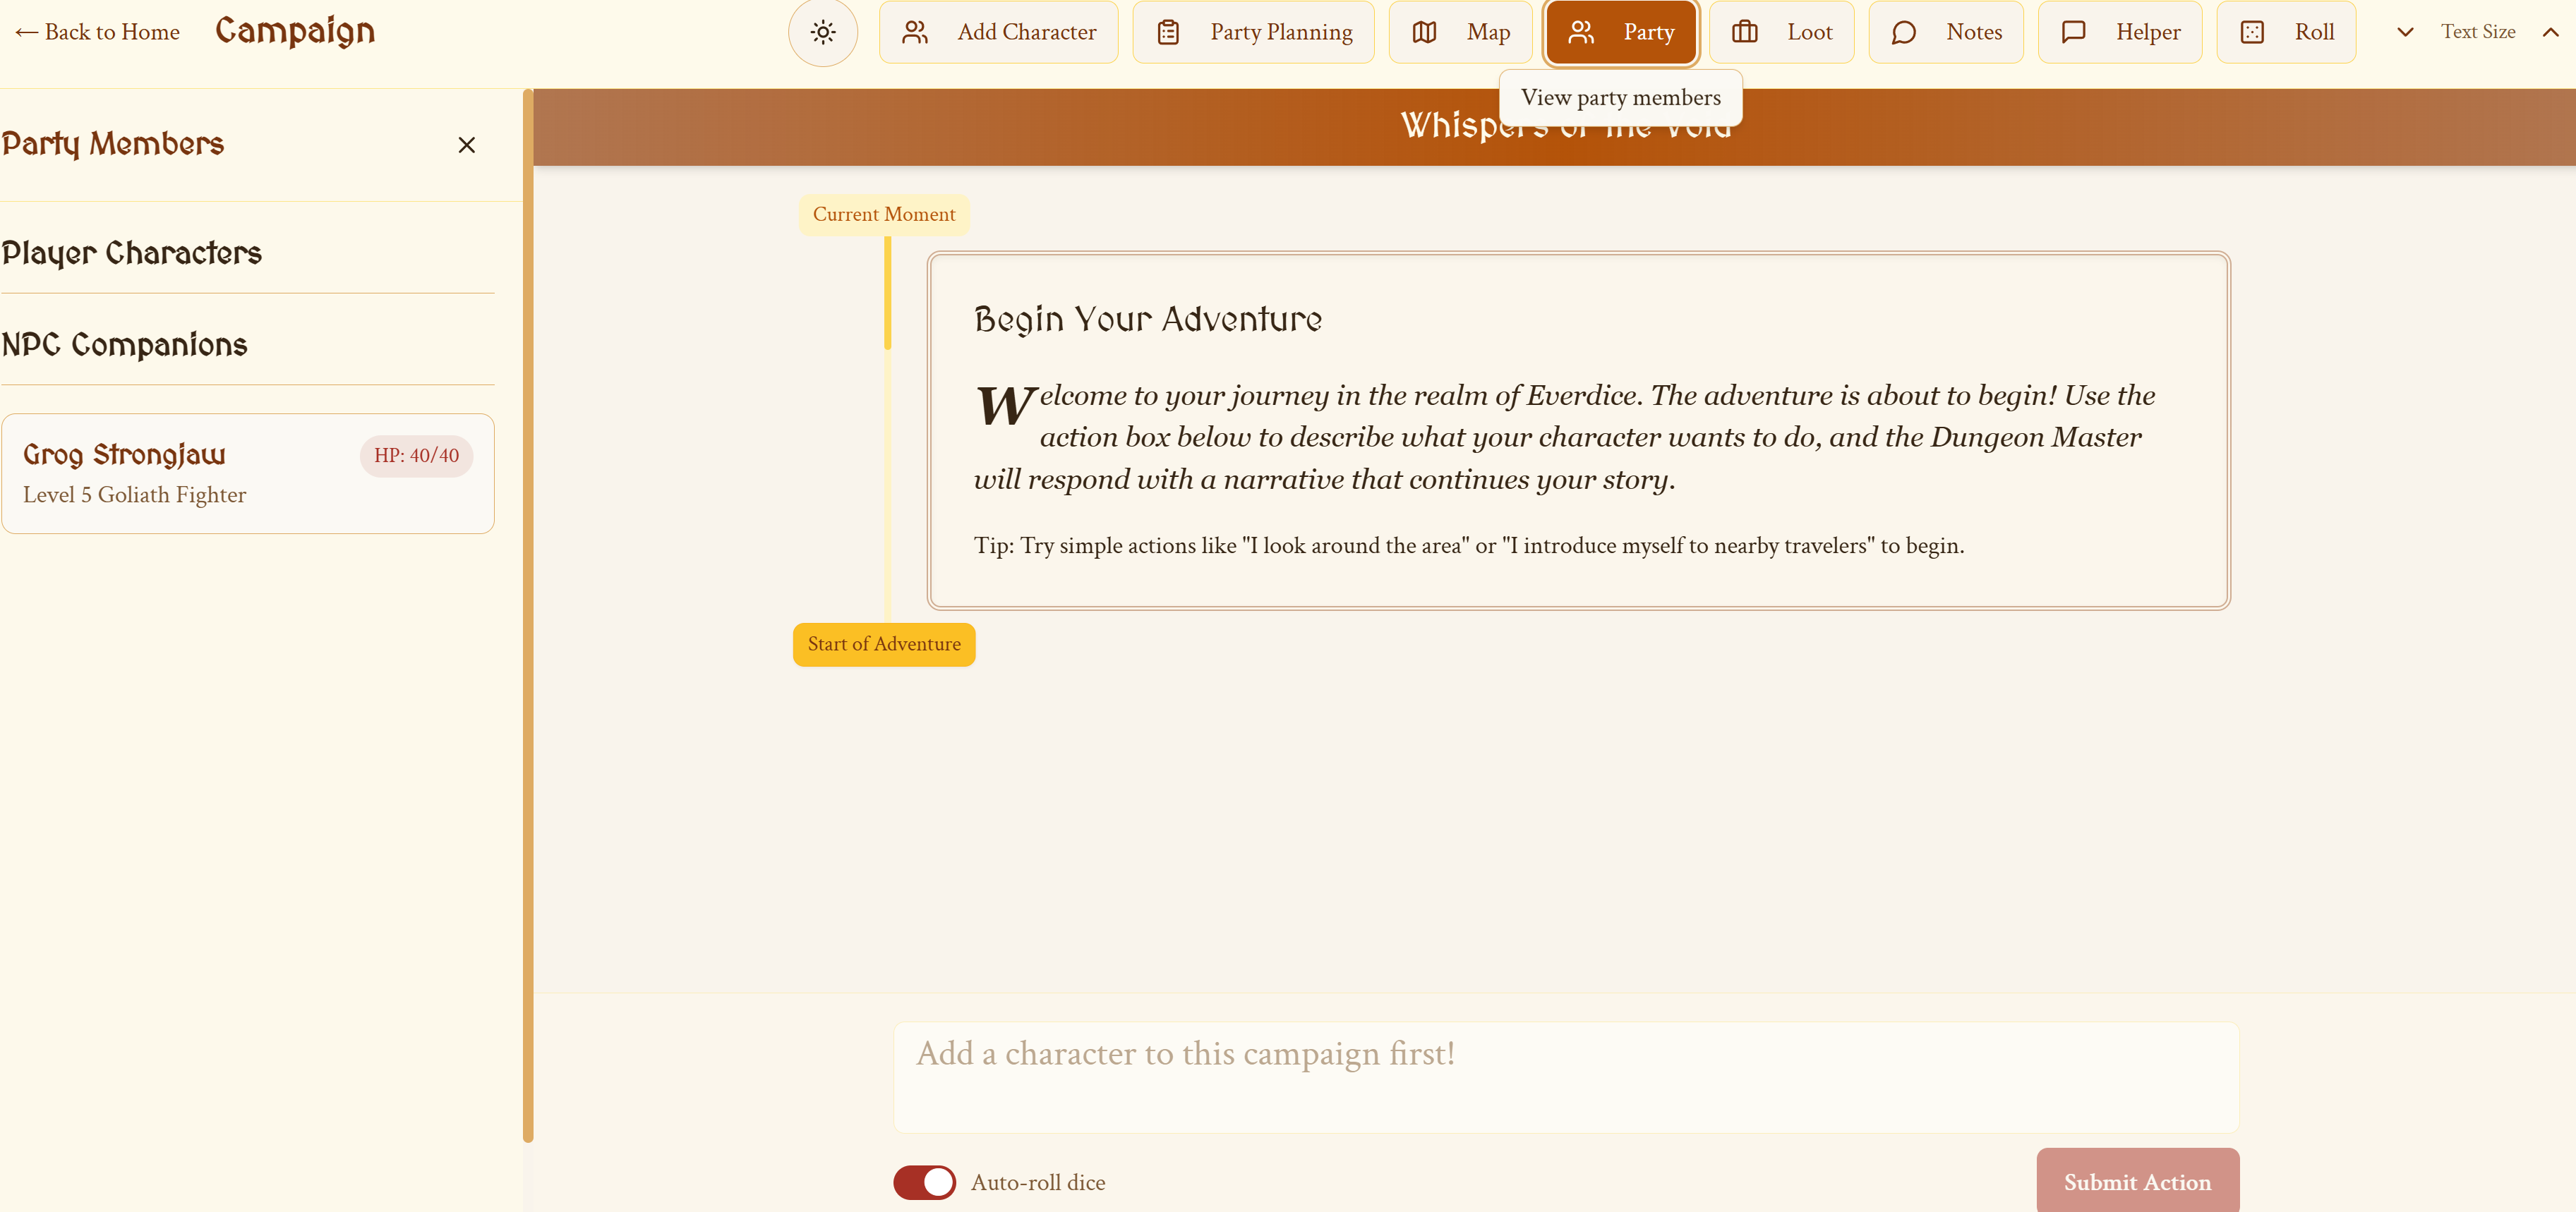 ← Back to Home
Campaign
Add Character
Party Planning
Map
Party
Loot
Notes
Helper
Roll
Text Size
View party members
Party Members
Player Characters
NPC Companions
Grog Strongjaw
HP: 40/40
Level 5 Goliath Fighter
Whispers of the Void
Current Moment
Begin Your Adventure
Welcome to your journey in the realm of Everdice. The adventure is about to begin! Use the
action box below to describe what your character wants to do, and the Dungeon Master
will respond with a narrative that continues your story.
Tip: Try simple actions like "I look around the area" or "I introduce myself to nearby travelers" to begin.
Start of Adventure
Add a character to this campaign first!
Auto-roll dice
Submit Action